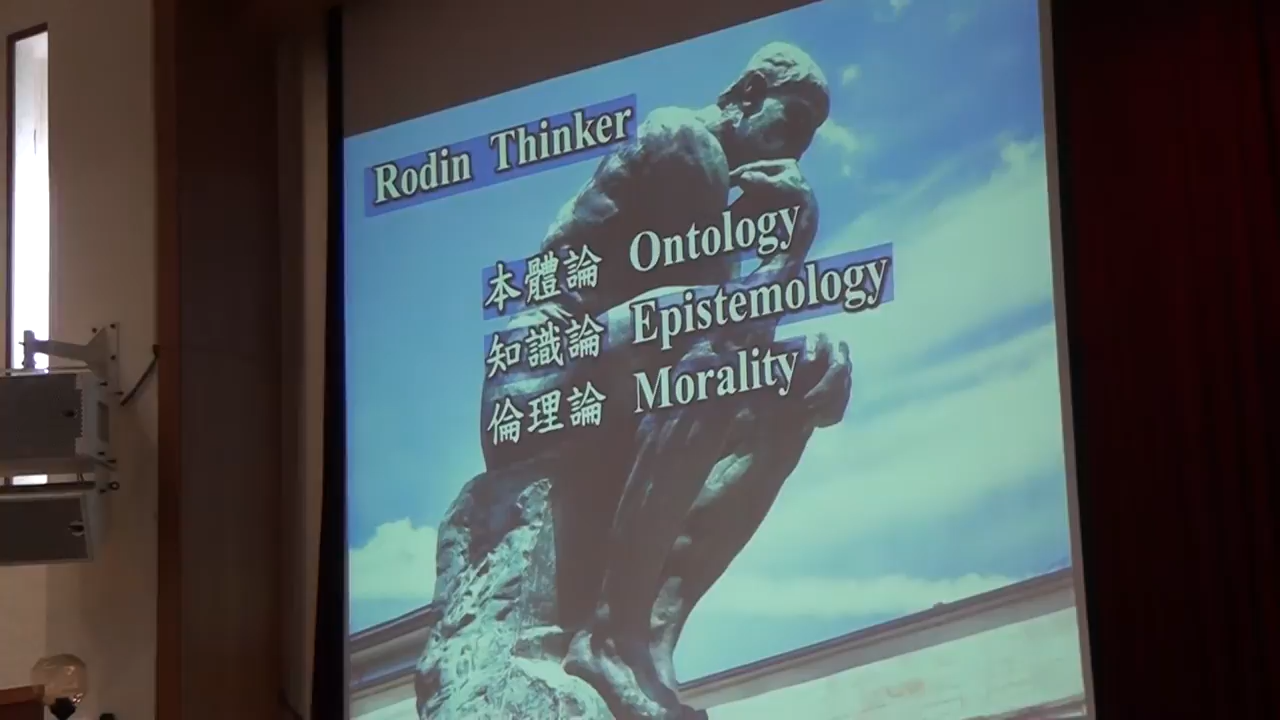 Rodin Thinker
本體論 Ontology
知識論 Epistemology
倫理論 Morality